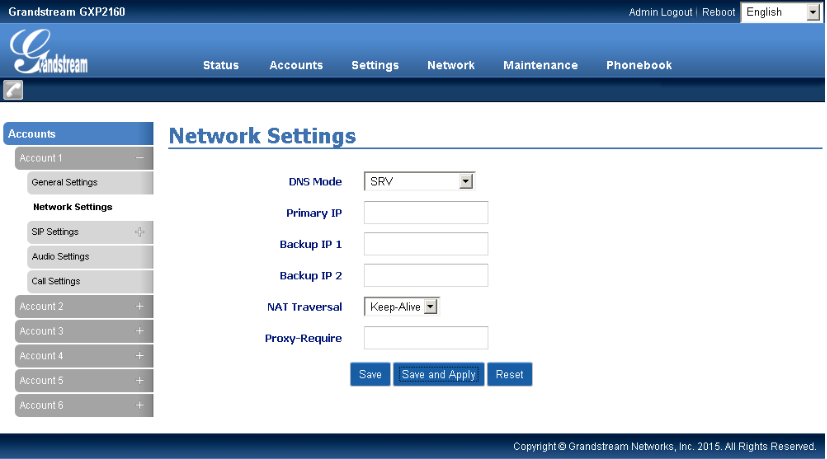 Grandstream GXP2160
Admin Logout | Reboot English
Grandstream
Status Accounts Settings Network Maintenance Phonebook
Accounts
Account 1
General Settings
Network Settings
SIP Settings
Audio Settings
Call Settings
Account 2
Account 3
Account 4
Account 5
Account 6
Network Settings
DNS Mode SRV
Primary IP
Backup IP 1
Backup IP 2
NAT Traversal Keep-Alive
Proxy-Require
Save Save and Apply Reset
Copyright © Grandstream Networks, Inc. 2015. All Rights Reserved.